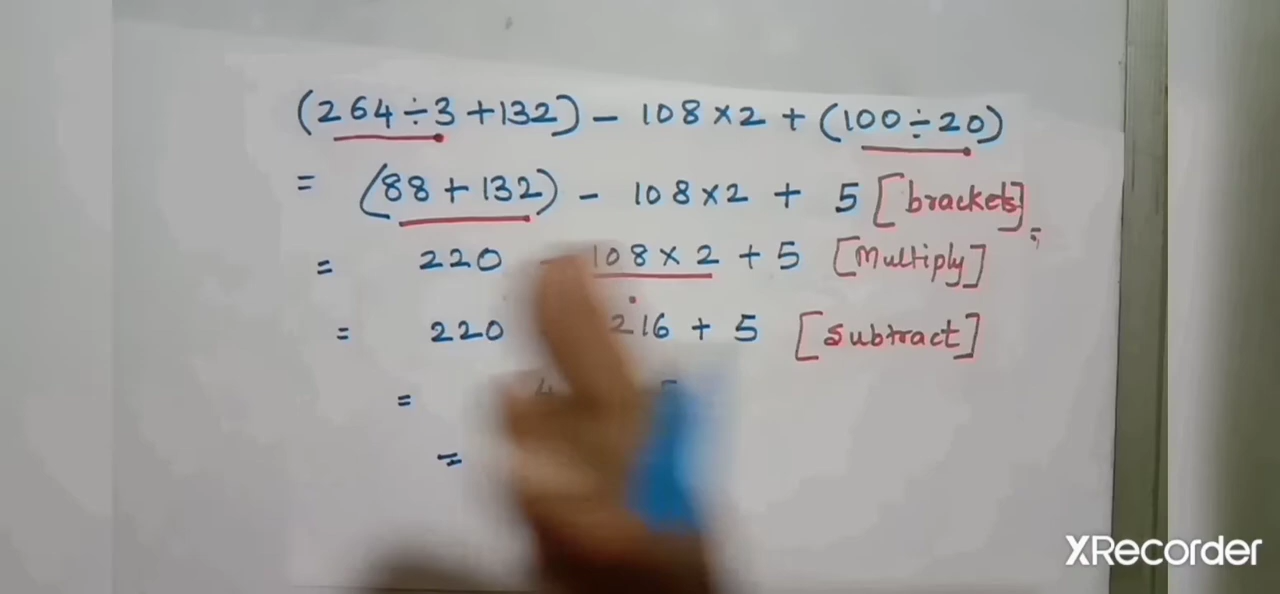 (264÷3+132) - 108×2 + (100÷20)
= (88+132) - 108×2 + 5 [brackets]
= 220 - 108×2 + 5 [Multiply]
= 220 216 + 5 [Subtract]
= 4
=
XRecorder